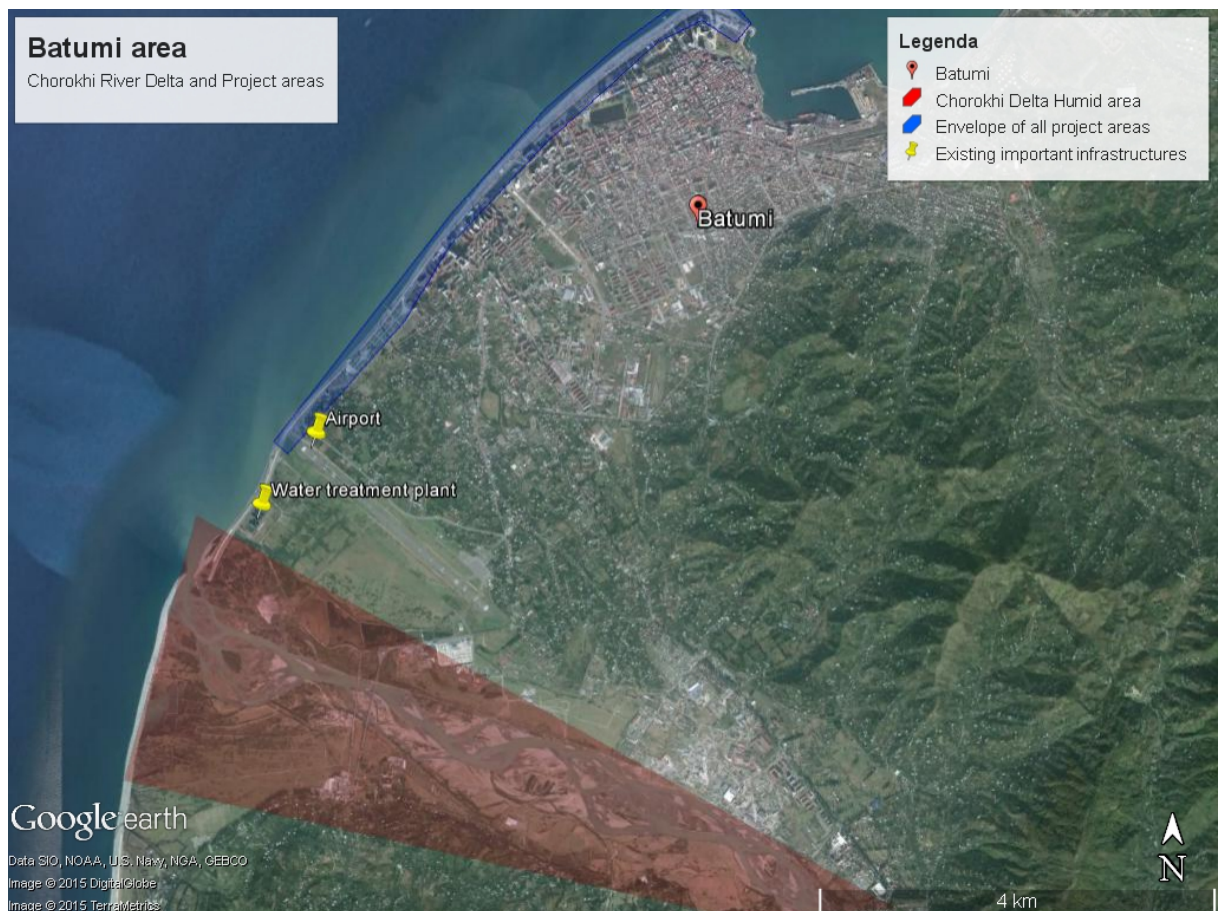 Batumi area
Chorokhi River Delta and Project areas
Legenda
Batumi
Chorokhi Delta Humid area
Envelope of all project areas
Existing important infrastructures
Batumi
Airport
Water treatment plant
Google earth
Data SIO, NOAA, U.S. Navy, NGA, GEBCO
Image © 2015 DigitalGlobe
Image © 2015 TerraMetrics
N
4 km